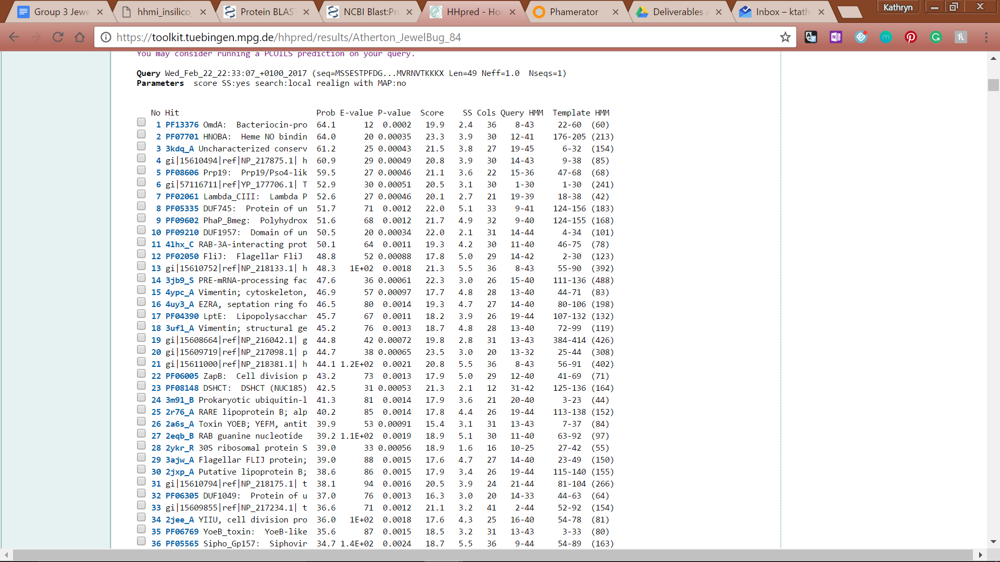 Group 3 Jewe
hhmi_insilico_
Protein BLAST
NCBI Blast:Pr
HHpred - Ho
Phamerator
Deliverables a
Inbox – ktath
Kathryn
https://toolkit.tuebingen.mpg.de/hhpred/results/Atherton_JewelBug_84
You may consider running a PCOILS prediction on your query.
Query Wed_Feb_22_22:33:07_+0100_2017 (seq=MSSESTPFDG...MVRNVTKKKX Len=49 Neff=1.0 Nseqs=1)
Parameters score SS:yes search:local realign with MAP:no
No Hit Prob E-value P-value Score SS Cols Query HMM Template HMM
1 PF13376 OmdA: Bacteriocin-pro 64.1 12 0.0002 19.9 2.4 36 8-43 22-60 (60)
2 PF07701 HNOBA: Heme NO bindin 64.0 20 0.00035 23.3 3.9 30 12-41 176-205 (213)
3 3kdq_A Uncharacterized conserv 61.2 25 0.00043 21.5 3.8 27 19-45 6-32 (154)
4 gi|15610494|ref|NP_217875.1| h 60.9 29 0.00049 20.8 3.9 30 14-43 9-38 (85)
5 PF08606 Prp19: Prp19/Pso4-lik 59.5 27 0.00046 21.1 3.6 22 15-36 47-68 (68)
6 gi|57116711|ref|YP_177706.1| T 52.9 30 0.00051 20.5 3.1 30 1-30 1-30 (241)
7 PF02061 Lambda_CIII: Lambda P 52.6 27 0.00046 20.1 2.7 21 19-39 18-38 (42)
8 PF05335 DUF745: Protein of un 51.7 71 0.0012 22.0 5.1 33 9-41 124-156 (183)
9 PF09602 PhaP_Bmeg: Polyhydrox 51.6 68 0.0012 21.7 4.9 32 9-40 124-155 (168)
10 PF09210 DUF1957: Domain of un 50.5 20 0.00034 22.0 2.1 31 14-44 4-34 (101)
11 4lhx_C RAB-3A-interacting prot 50.1 64 0.0011 19.3 4.2 30 11-40 46-75 (78)
12 PF02050 FliJ: Flagellar FliJ 48.8 52 0.00088 17.8 5.0 29 14-42 2-30 (123)
13 gi|15610752|ref|NP_218133.1| h 48.3 1E+02 0.0018 21.3 5.5 36 8-43 55-90 (392)
14 3jb9_S PRE-mRNA-processing fac 47.6 36 0.00061 22.3 3.0 26 15-40 111-136 (488)
15 4ypc_A Vimentin; cytoskeleton, 46.9 57 0.00097 17.7 4.8 28 13-40 44-71 (83)
16 4uy3_A EZRA, septation ring fo 46.5 80 0.0014 19.3 4.7 27 14-40 80-106 (198)
17 PF04390 LptE: Lipopolysacchar 45.7 67 0.0011 18.2 3.9 26 19-44 107-132 (132)
18 3uf1_A Vimentin; structural ge 45.2 76 0.0013 18.7 4.8 28 13-40 72-99 (119)
19 gi|15608664|ref|NP_216042.1| g 44.8 42 0.00072 19.8 2.8 31 13-43 384-414 (426)
20 gi|15609719|ref|NP_217098.1| p 44.7 38 0.00065 23.5 3.0 20 13-32 25-44 (308)
21 gi|15611000|ref|NP_218381.1| h 44.1 1.2E+02 0.0021 20.8 5.5 36 8-43 56-91 (402)
22 PF06005 ZapB: Cell division p 43.2 73 0.0013 17.9 5.0 29 12-40 41-69 (71)
23 PF08148 DSHCT: DSHCT (NUC185) 42.5 31 0.00053 21.3 2.1 12 31-42 125-136 (164)
24 3m91_B Prokaryotic ubiquitin-l 41.3 81 0.0014 17.9 3.6 21 20-40 3-23 (44)
25 2r76_A RARE lipoprotein B; alp 40.2 85 0.0014 17.8 4.4 26 19-44 113-138 (152)
26 2a6s_A Toxin YOEB; YEFM, antit 39.9 53 0.00091 15.4 3.1 31 13-43 7-37 (84)
27 2eqb_B RAB guanine nucleotide 39.2 1.1E+02 0.0019 18.9 5.1 30 11-40 63-92 (97)
28 2ykr_R 30S ribosomal protein S 39.0 33 0.00056 18.9 1.6 16 10-25 27-42 (55)
29 3ajw_A Flagellar FLIJ protein; 39.0 88 0.0015 17.6 4.7 27 14-40 23-49 (150)
30 2jxp_A Putative lipoprotein B; 38.6 86 0.0015 17.9 3.4 26 19-44 115-140 (155)
31 gi|15610794|ref|NP_218175.1| t 38.1 94 0.0016 20.5 3.9 24 21-44 81-104 (266)
32 PF06305 DUF1049: Protein of u 37.0 76 0.0013 16.3 3.0 20 14-33 44-63 (64)
33 gi|15609855|ref|NP_217234.1| t 36.6 71 0.0012 21.1 3.2 41 2-44 52-92 (154)
34 2jee_A YIIU, cell division pro 36.0 1E+02 0.0018 17.6 4.3 25 16-40 54-78 (81)
35 PF06769 YoeB_toxin: YoeB-like 35.6 87 0.0015 18.5 3.2 31 13-43 3-33 (80)
36 PF05565 Sipho_Gp157: Siphovir 34.7 1.4E+02 0.0024 18.7 5.5 36 9-44 54-89 (163)